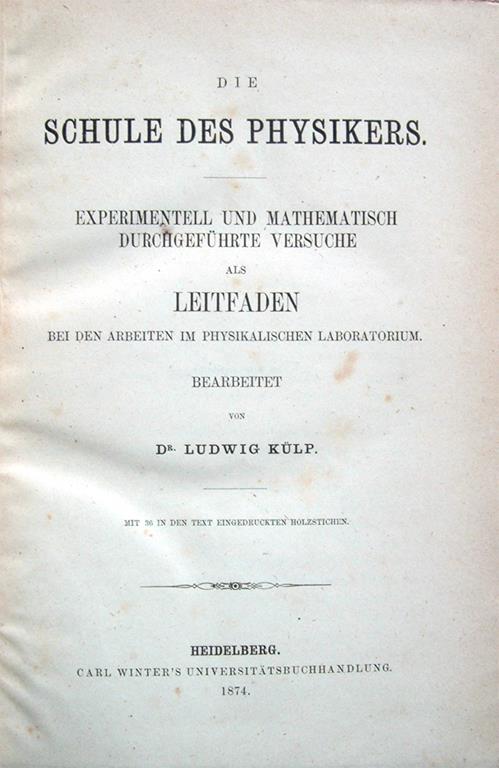 DIE
SCHULE DES PHYSIKERS.
EXPERIMENTELL UND MATHEMATISCH
DURCHGEFÜHRTE VERSUCHE
ALS
LEITFADEN
BEI DEN ARBEITEN IM PHYSIKALISCHEN LABORATORIUM.
BEARBEITET
VON
DR. LUDWIG KÜLP.
MIT 36 IN DEN TEXT EINGEDRUCKTEN HOLZSTICHEN.
HEIDELBERG.
CARL WINTER'S UNIVERSITÄTSBUCHHANDLUNG.
1874.